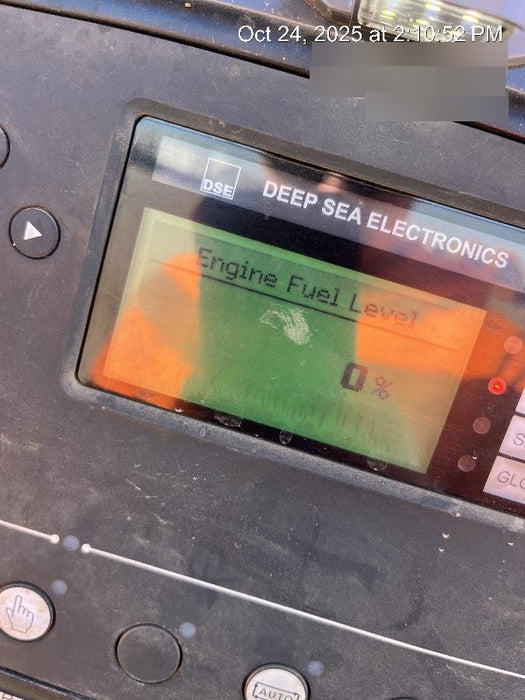 Oct 24, 2025 at 2:10:52 PM
DSE
DEEP SEA ELECTRONICS
Engine Fuel Level
0 %
AUTO